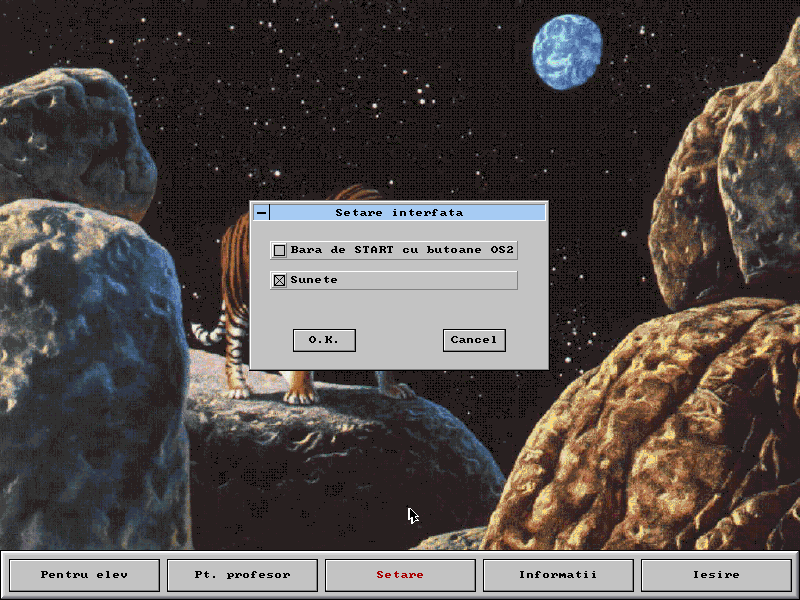 Setare interfata
Bara de START cu butoane OS2
Sunete
O.K. Cancel
Pentru elev Pt. profesor Setare Informatii Iesire